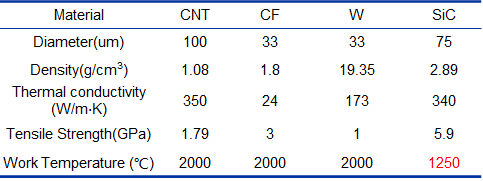 Material CNT CF W SiC
Diameter(um) 100 33 33 75
Density(g/cm³) 1.08 1.8 19.35 2.89
Thermal conductivity
(W/m·K) 350 24 173 340
Tensile Strength(GPa) 1.79 3 1 5.9
Work Temperature (℃) 2000 2000 2000 1250